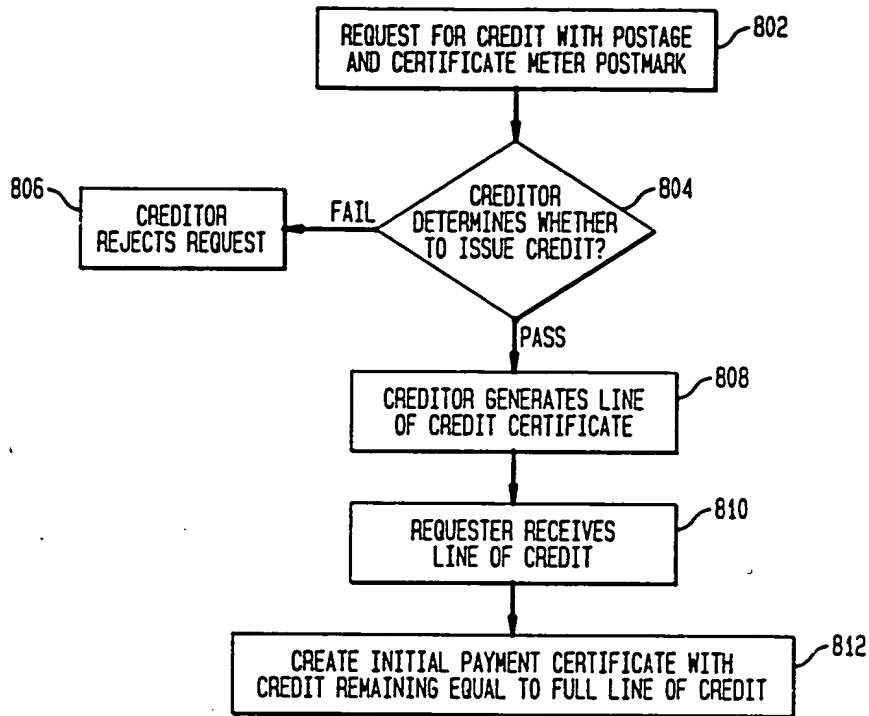 REQUEST FOR CREDIT WITH POSTAGE
AND CERTIFICATE METER POSTMARK
802
CREDITOR
DETERMINES WHETHER
TO ISSUE CREDIT?
804
806
CREDITOR
REJECTS REQUEST
FAIL
PASS
CREDITOR GENERATES LINE
OF CREDIT CERTIFICATE
808
REQUESTER RECEIVES
LINE OF CREDIT
810
CREATE INITIAL PAYMENT CERTIFICATE WITH
CREDIT REMAINING EQUAL TO FULL LINE OF CREDIT
812